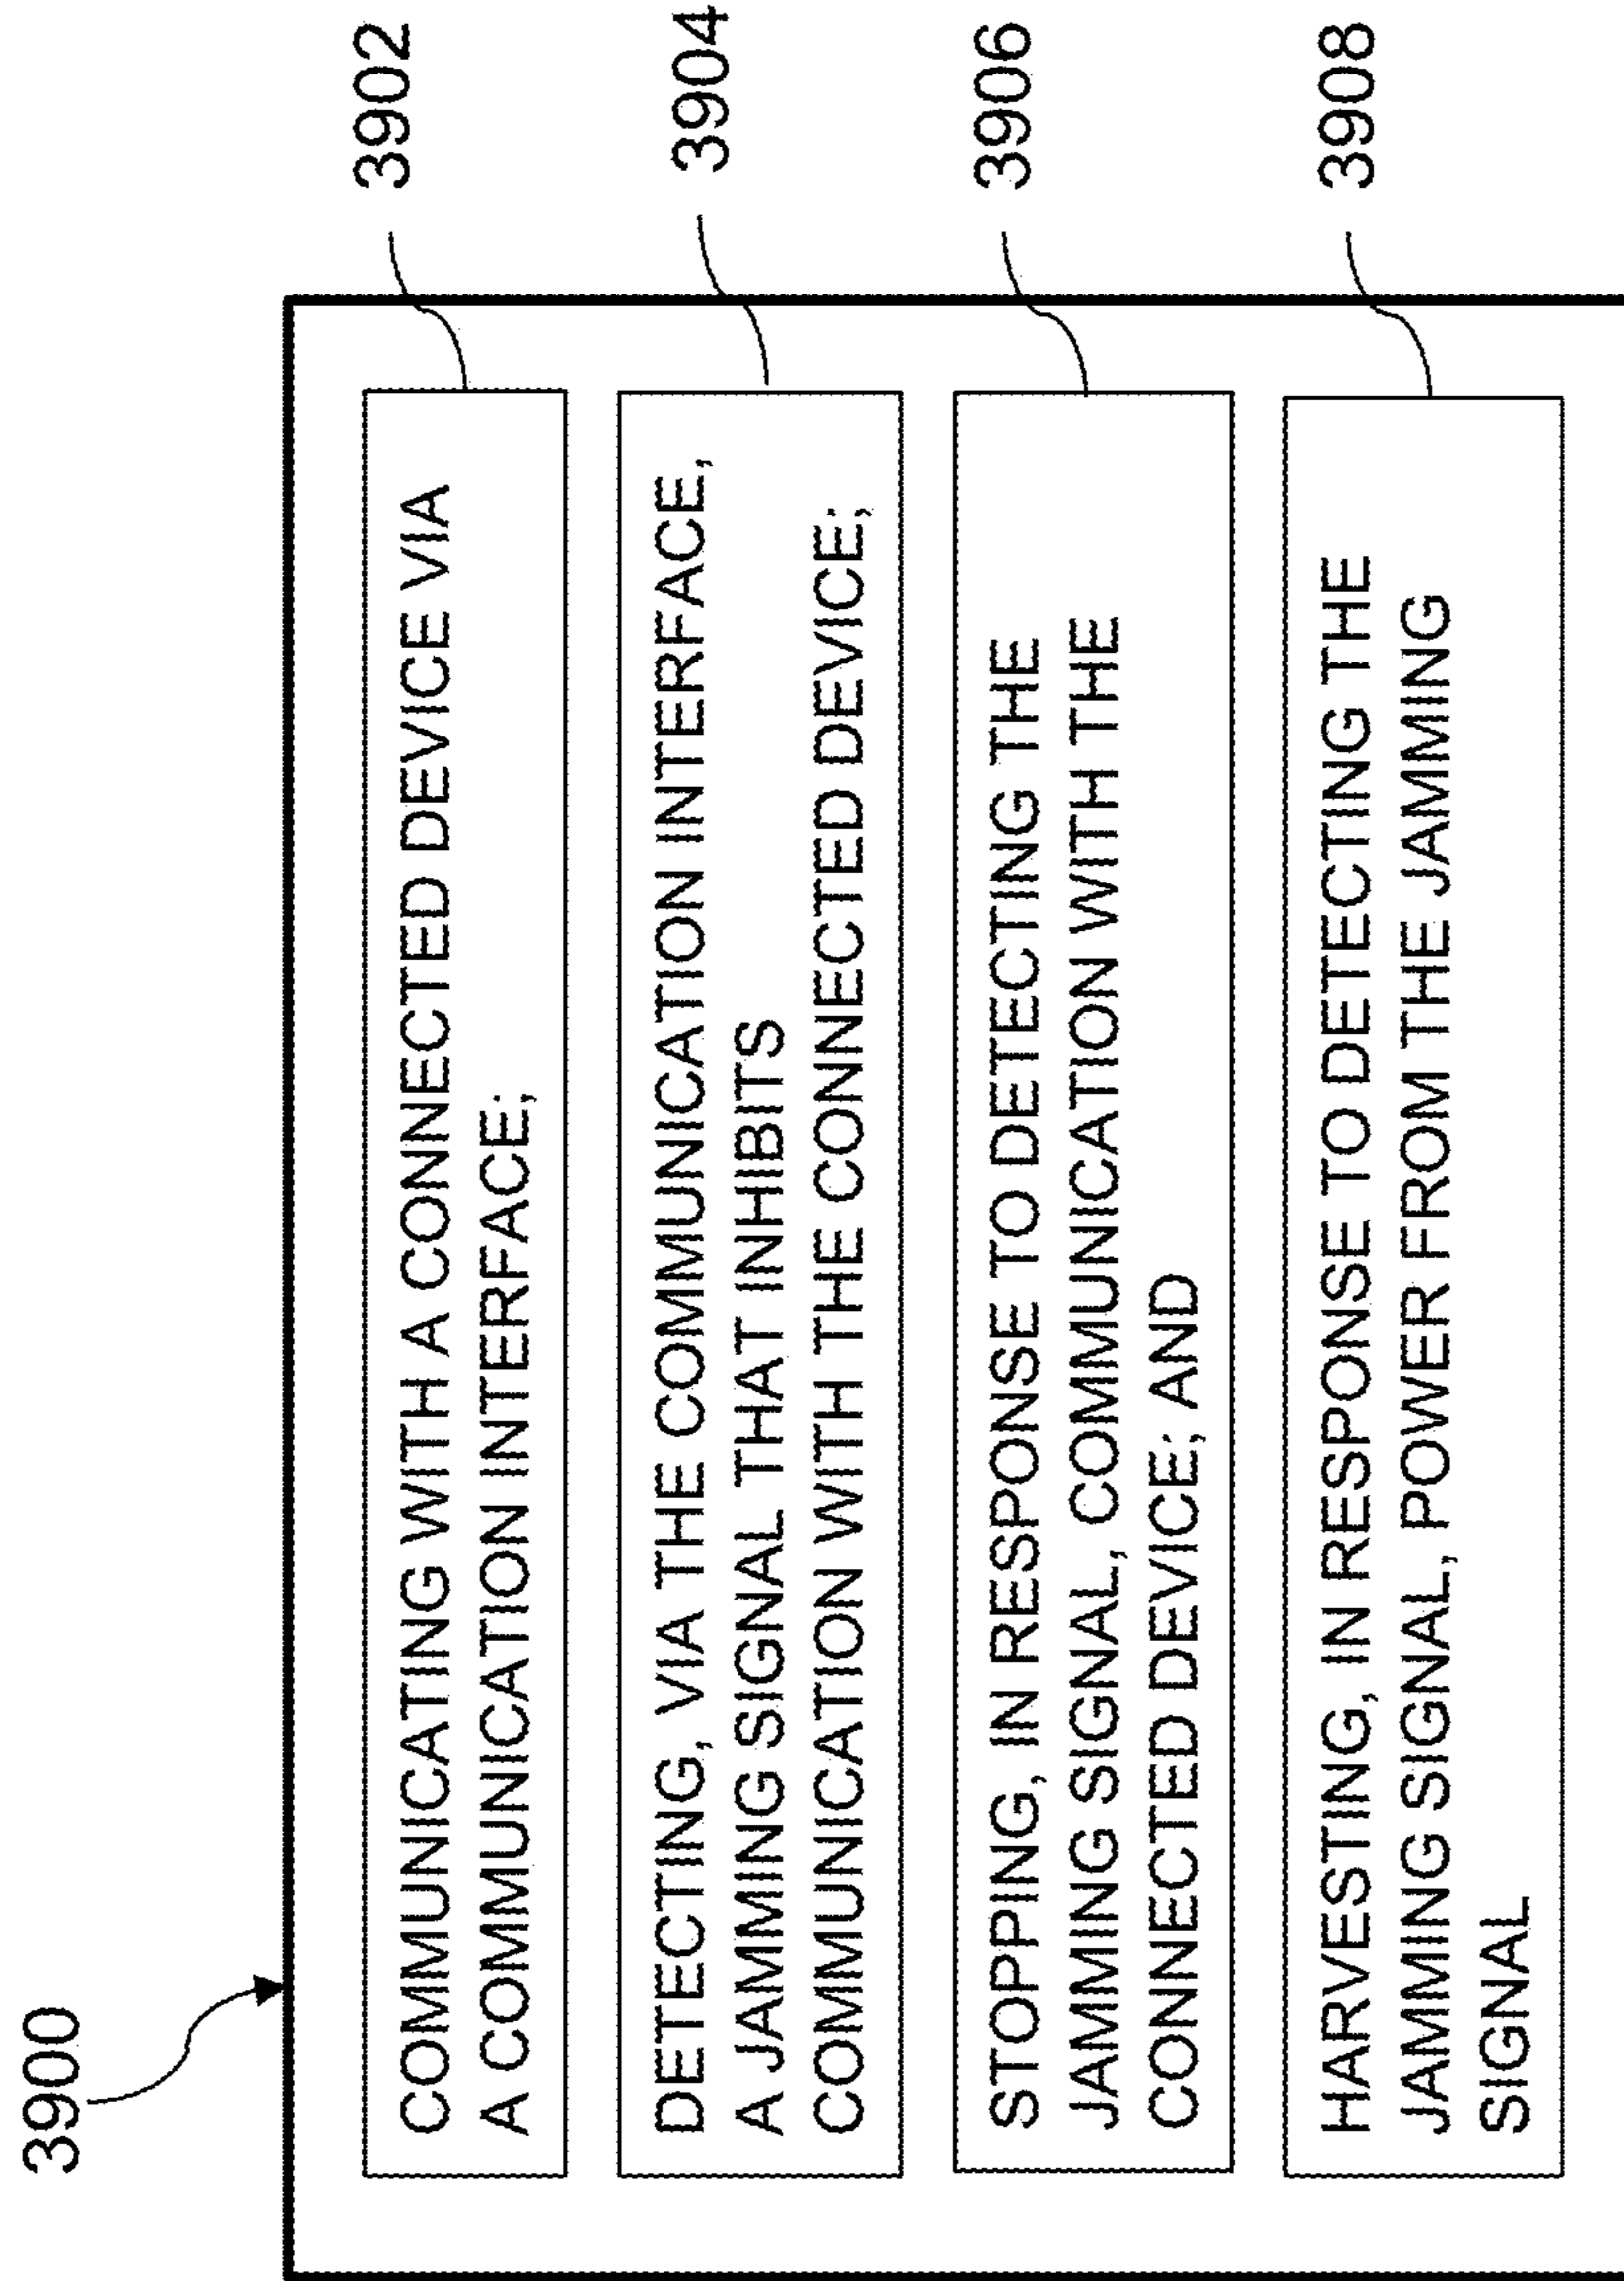 3900
COMMUNICATING WITH A CONNECTED DEVICE VIA
A COMMUNICATION INTERFACE;
3902
DETECTING, VIA THE COMMUNICATION INTERFACE,
A JAMMING SIGNAL THAT INHIBITS
COMMUNICATION WITH THE CONNECTED DEVICE;
3904
STOPPING, IN RESPONSE TO DETECTING THE
JAMMING SIGNAL, COMMUNICATION WITH THE
CONNECTED DEVICE; AND
3906
HARVESTING, IN RESPONSE TO DETECTING THE
JAMMING SIGNAL, POWER FROM THE JAMMING
SIGNAL
3908